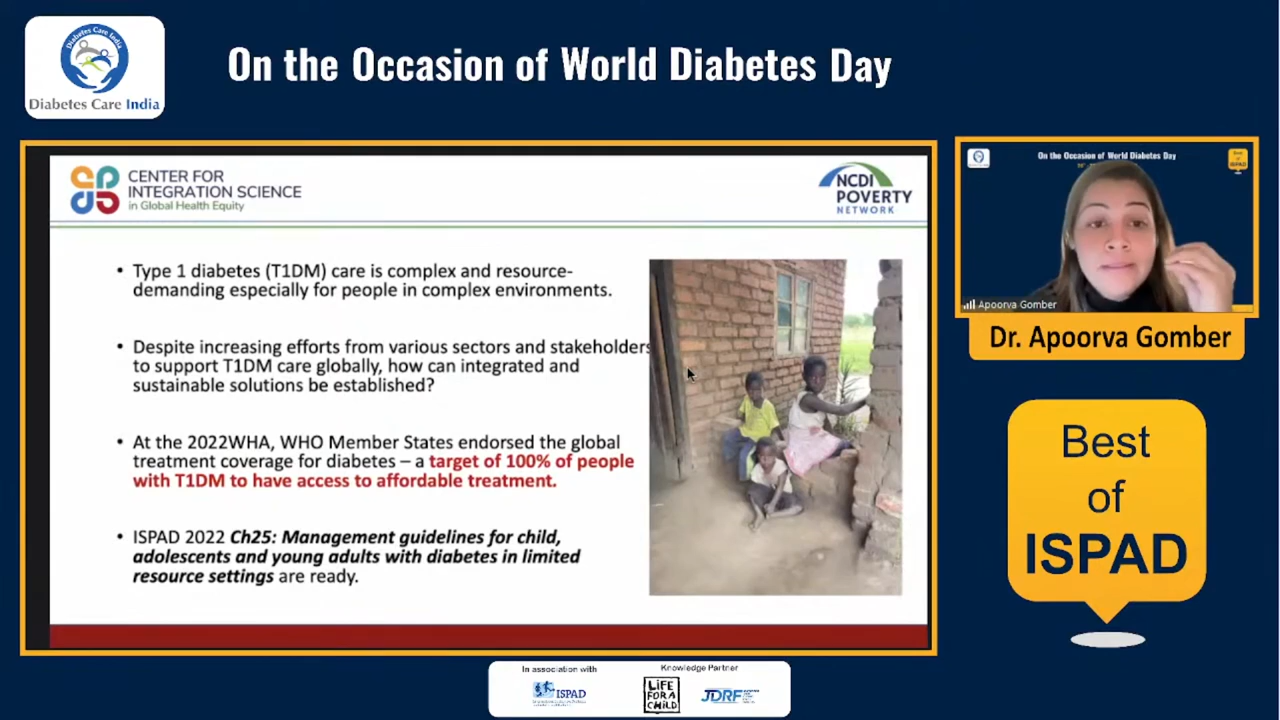 Diabetes Care India
Diabetes Care India
On the Occasion of World Diabetes Day
CENTER FOR
INTEGRATION SCIENCE
in Global Health Equity
NCDI
POVERTY
NETWORK
• Type 1 diabetes (T1DM) care is complex and resource-
demanding especially for people in complex environments.
• Despite increasing efforts from various sectors and stakeholders
to support T1DM care globally, how can integrated and
sustainable solutions be established?
• At the 2022WHA, WHO Member States endorsed the global
treatment coverage for diabetes – a target of 100% of people
with T1DM to have access to affordable treatment.
• ISPAD 2022 Ch25: Management guidelines for child,
adolescents and young adults with diabetes in limited
resource settings are ready.
On the Occasion of World Diabetes Day
Best
of
ISPAD
Apoorva Gomber
Dr. Apoorva Gomber
Best
of
ISPAD
In association with
ISPAD
Knowledge Partner
LiFE
FOR A
CHiLD
JDRF